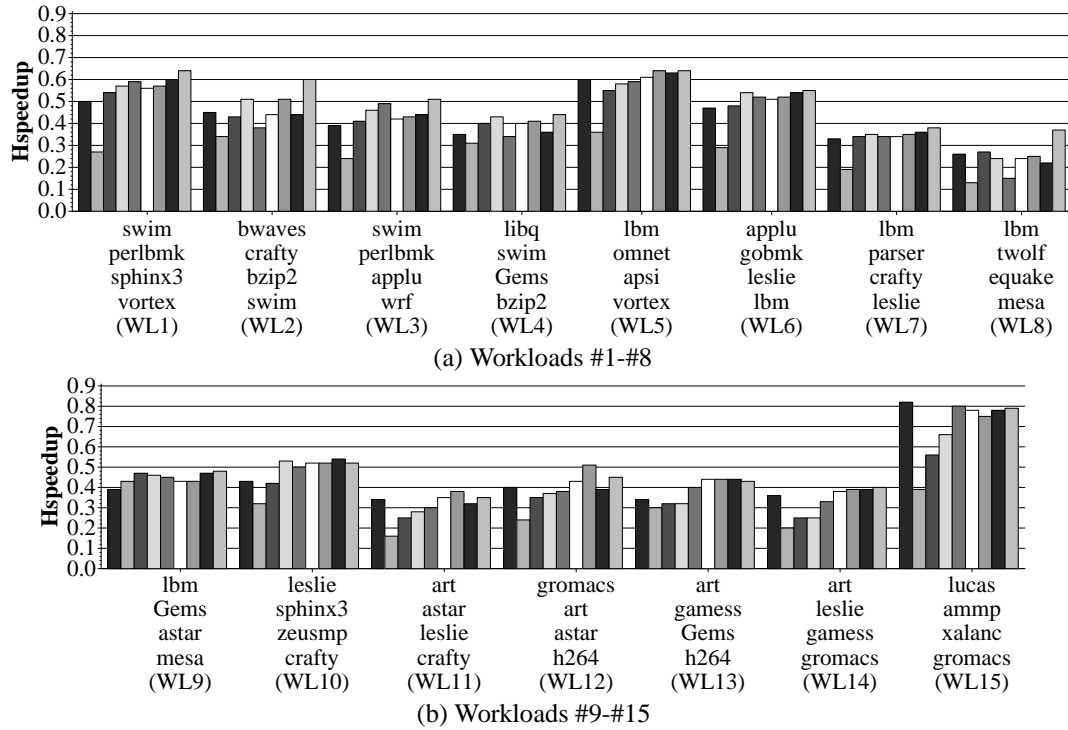 0.9
0.8
0.7
0.6
0.5
0.4
0.3
0.2
0.1
0.0
Hspeedup
swim bwaves swim libq lbm applu lbm lbm
perlbmk crafty perlbmk swim omnet gobmk parser twolf
sphinx3 bzip2 applu Gems apsi leslie crafty equake
vortex swim wrf bzip2 vortex lbm leslie mesa
(WL1) (WL2) (WL3) (WL4) (WL5) (WL6) (WL7) (WL8)
(a) Workloads #1-#8
0.9
0.8
0.7
0.6
0.5
0.4
0.3
0.2
0.1
0.0
Hspeedup
lbm leslie art gromacs art art lucas
Gems sphinx3 astar art gamess leslie ammp
astar zeusmp leslie astar Gems gamess xalanc
mesa crafty crafty h264 h264 gromacs gromacs
(WL9) (WL10) (WL11) (WL12) (WL13) (WL14) (WL15)
(b) Workloads #9-#15